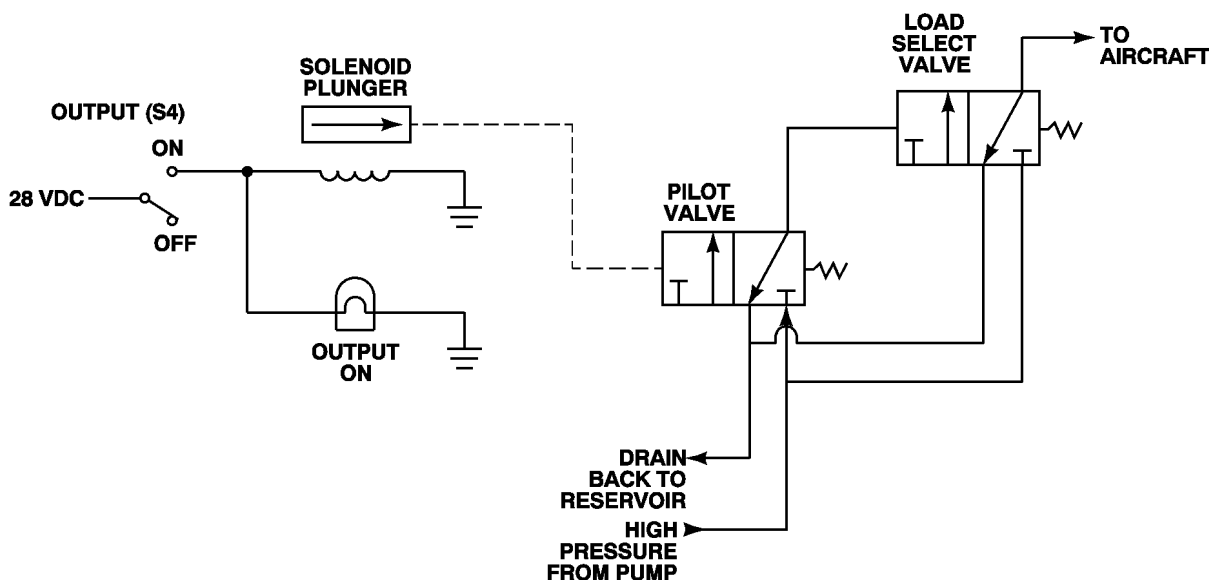 LOAD
SELECT
VALVE
TO
AIRCRAFT
SOLENOID
PLUNGER
OUTPUT (S4)
ON
28 VDC
OFF
PILOT
VALVE
OUTPUT
ON
DRAIN
BACK TO
RESERVOIR
HIGH
PRESSURE
FROM PUMP